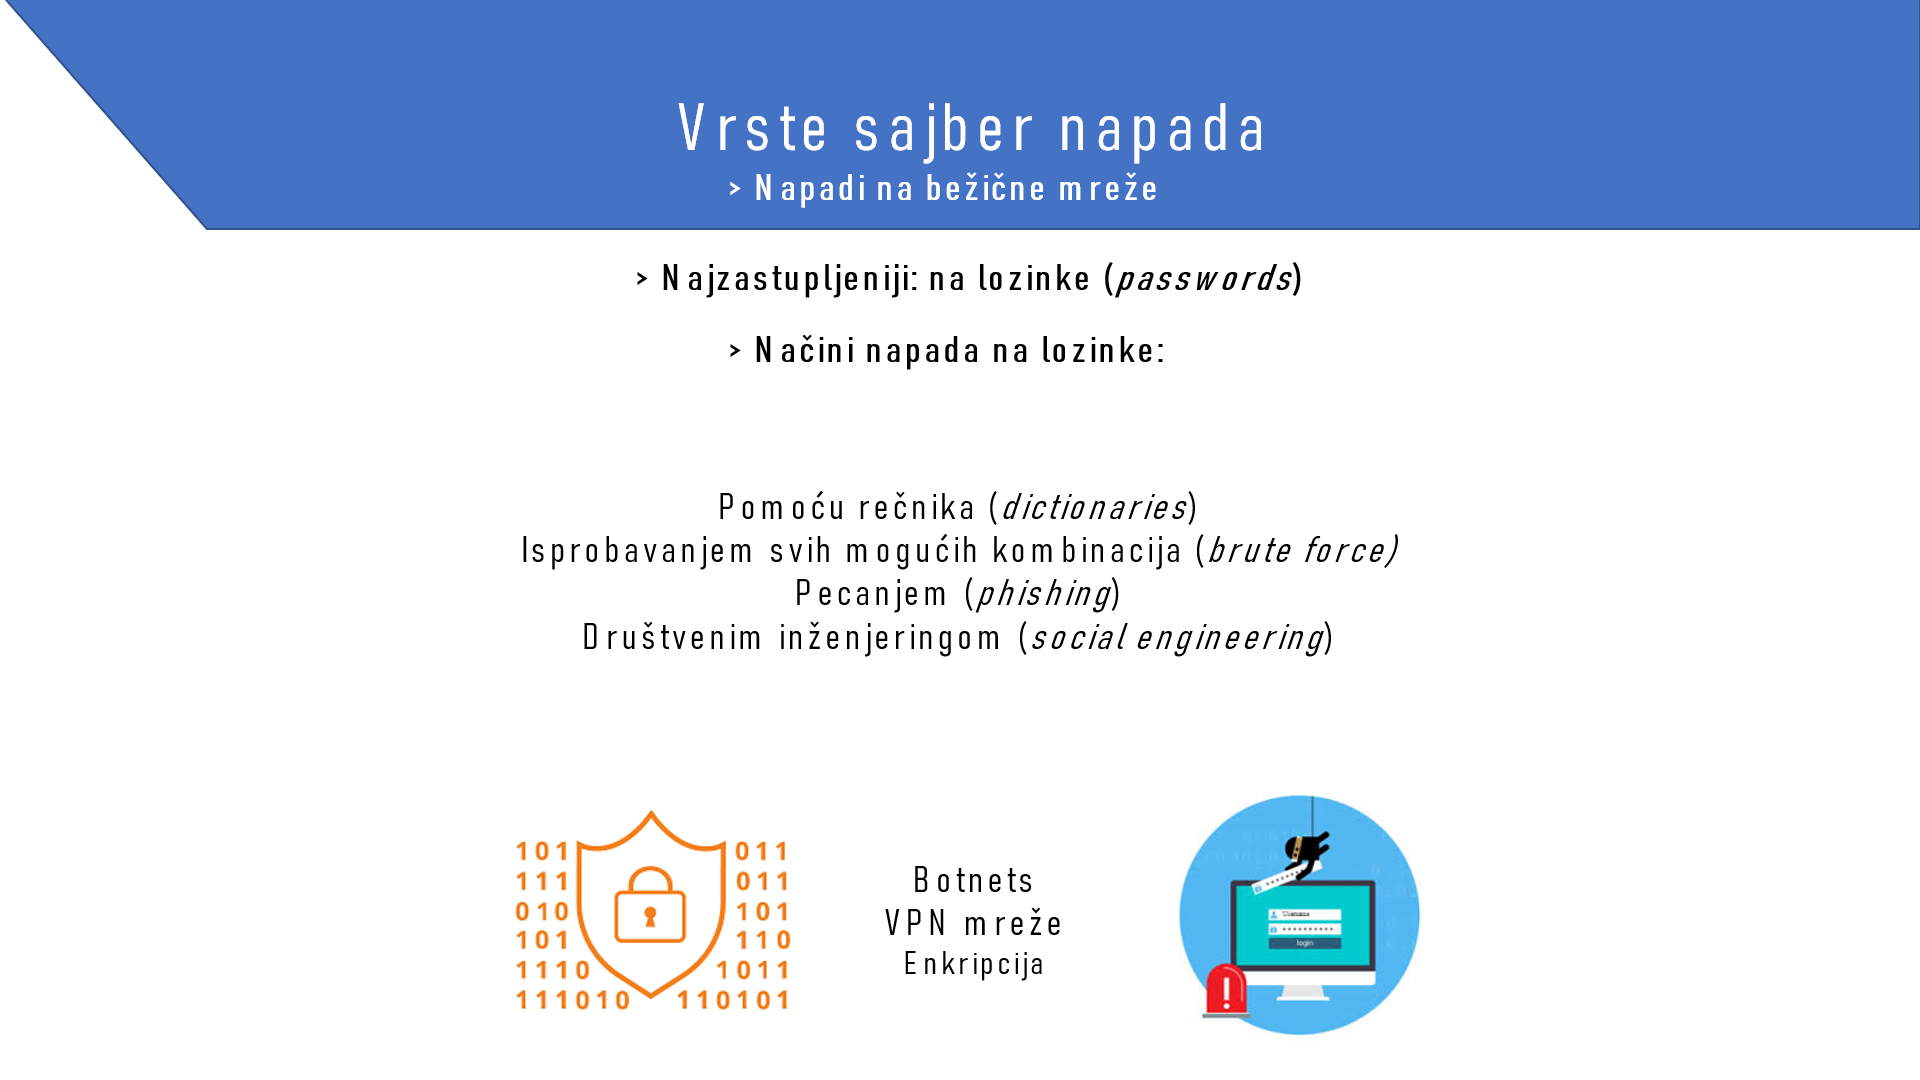 Vrste sajber napada
> Napadi na bežične mreže
> Najzastupljeniji: na lozinke (passwords)
> Načini napada na lozinke:
Pomoću rečnika (dictionaries)
Isprobavanjem svih mogućih kombinacija (brute force)
Pecanjem (phishing)
Društvenim inženjeringom (social engineering)
101 011
111 011
010 101
101 110
1110 1011
111010 110101
Botnets
VPN mreže
Enkripcija
Username
login
!